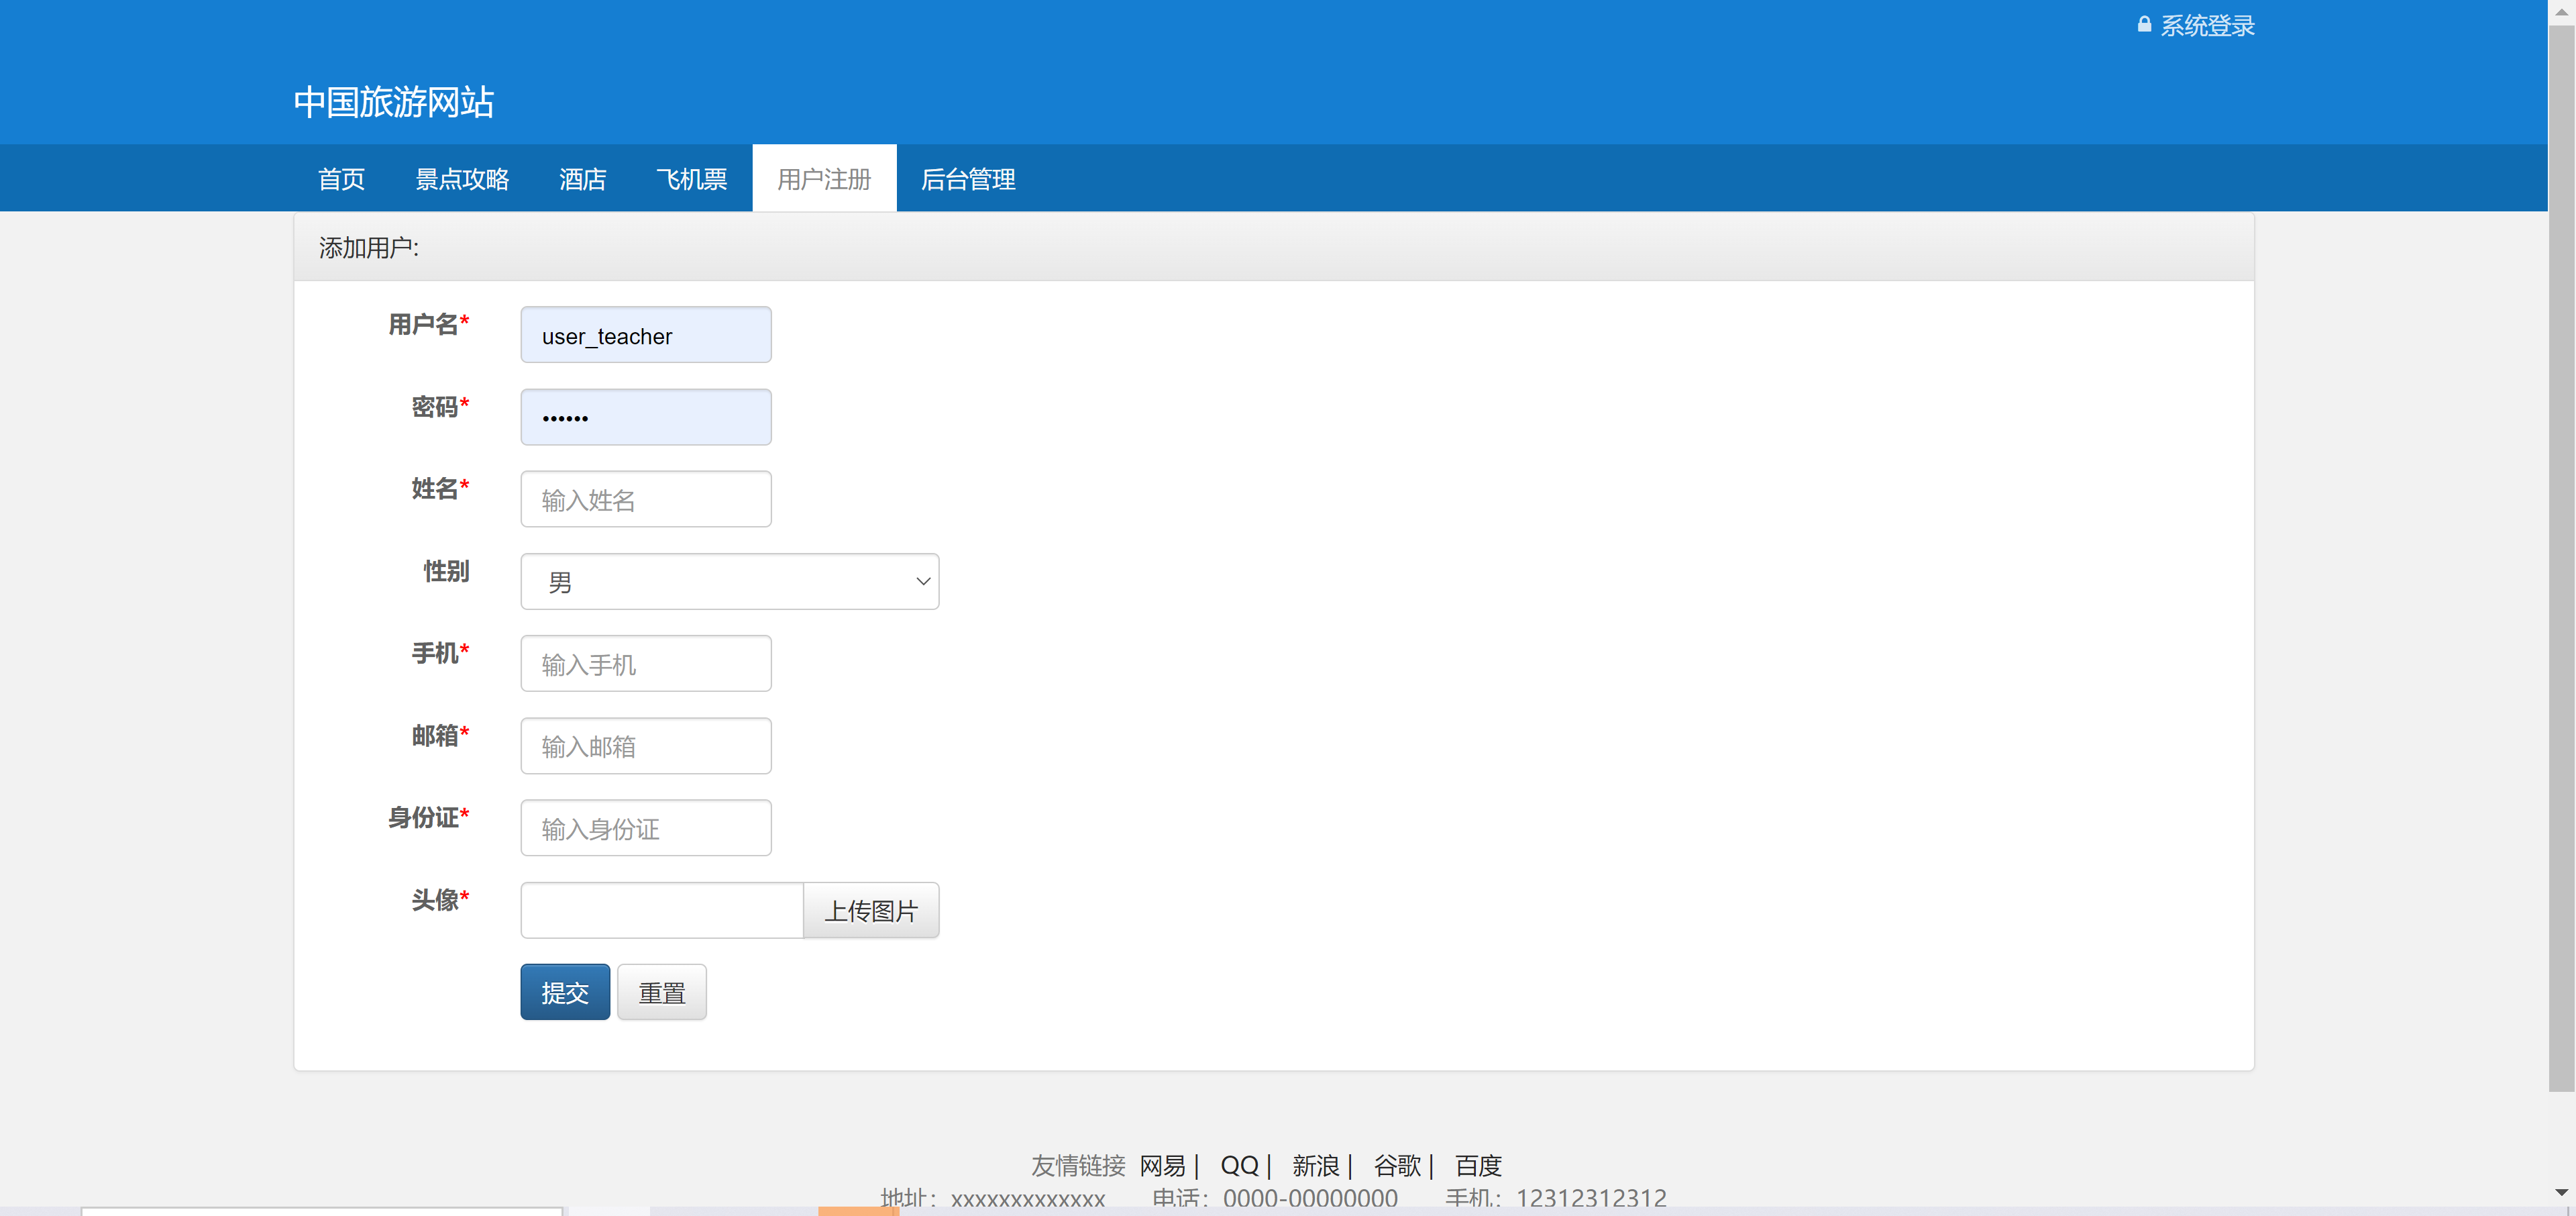 系统登录
中国旅游网站
首页 景点攻略 酒店 飞机票 用户注册 后台管理
添加用户:
用户名* user_teacher
密码* ••••••
姓名* 输入姓名
性别 男
手机* 输入手机
邮箱* 输入邮箱
身份证* 输入身份证
头像* 上传图片
提交 重置
友情链接 网易 | QQ | 新浪 | 谷歌 | 百度
地址：xxxxxxxxxxxxx 电话：0000-00000000 手机：12312312312